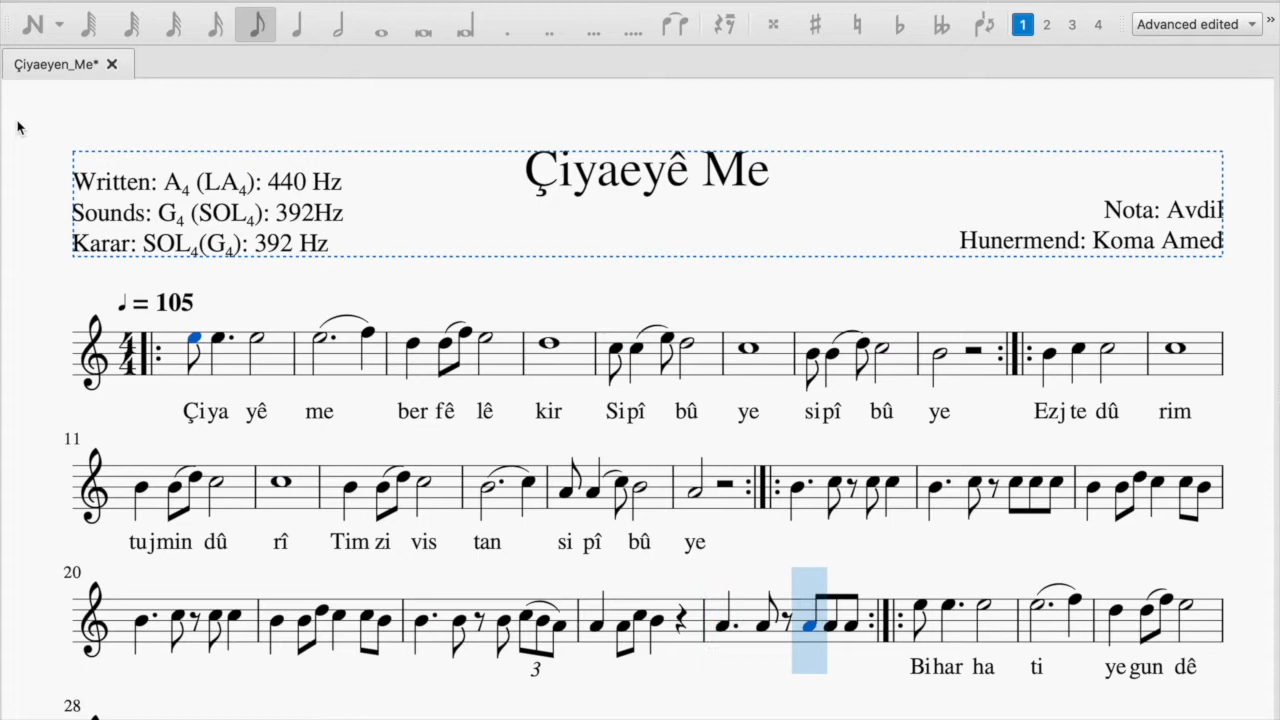 1 2 3 4 Advanced edited
Çiyaeyen_Me*
Çiyaeyê Me
Written: A4 (LA4): 440 Hz
Sounds: G4 (SOL4): 392Hz
Karar: SOL4(G4): 392 Hz
Nota: Avdil
Hunermend: Koma Amed
= 105
Çi ya yê me ber fê lê kir Si pî bû ye si pî bû ye Ez j te dû rim
11
tu j min dû rî Tim zi vis tan si pî bû ye
20
3
Bi har ha ti ye gun dê
28